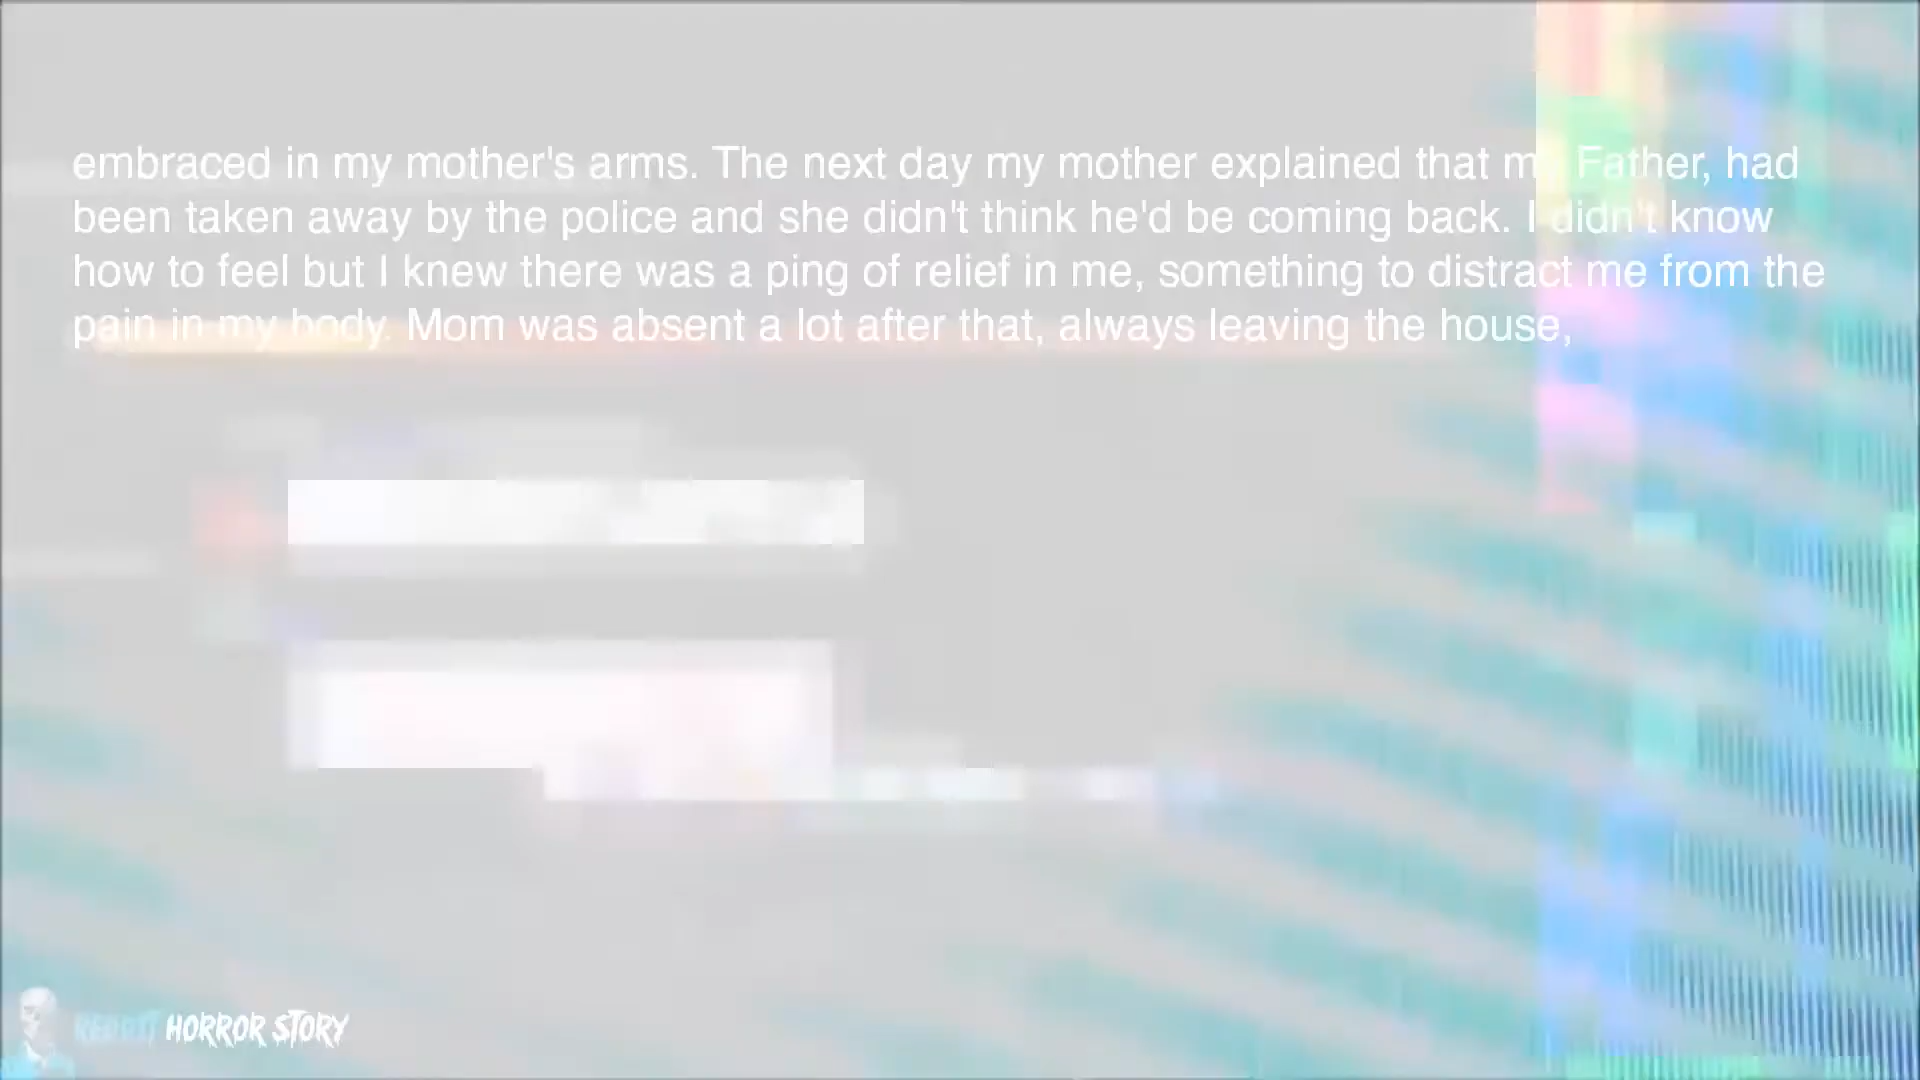 embraced in my mother's arms. The next day my mother explained that my Father, had
been taken away by the police and she didn't think he'd be coming back. I didn't know
how to feel but I knew there was a ping of relief in me, something to distract me from the
pain in my body. Mom was absent a lot after that, always leaving the house,
REDDIT HORROR STORY